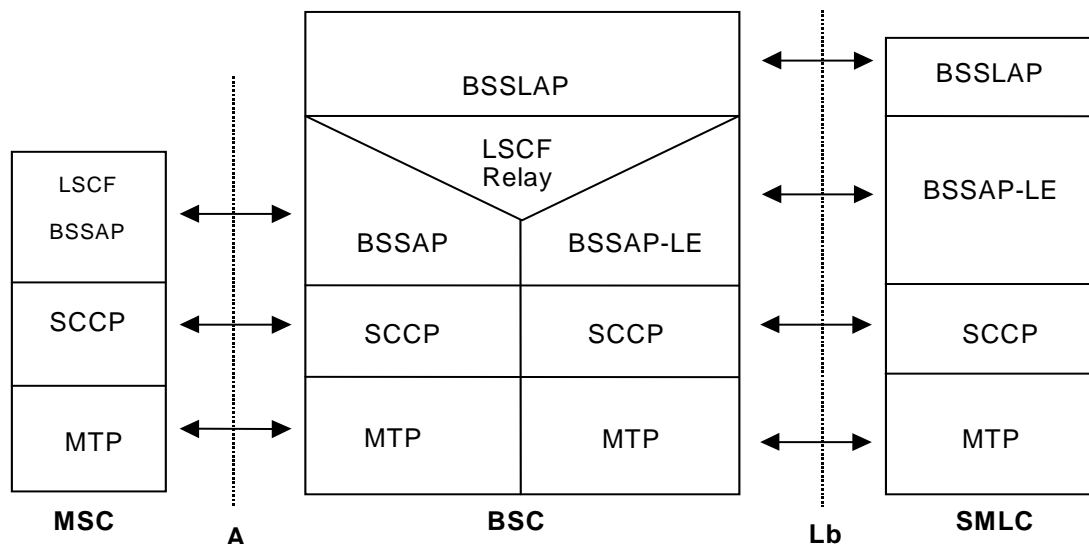 BSSLAP
BSSLAP
LSCF
Relay
LSCF
BSSAP
BSSAP-LE
BSSAP
BSSAP-LE
SCCP
SCCP
SCCP
SCCP
MTP
MTP
MTP
MTP
MSC
A
BSC
Lb
SMLC